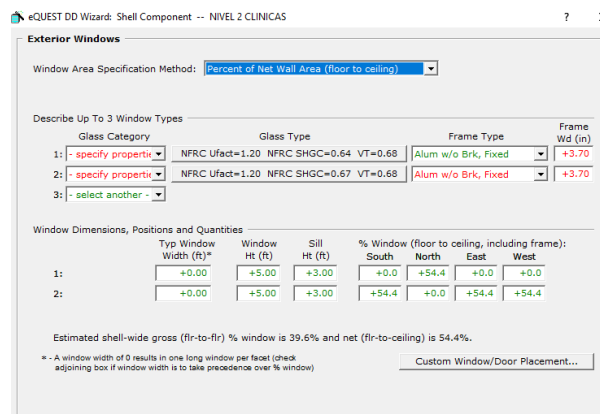 eQUEST DD Wizard: Shell Component -- NIVEL 2 CLINICAS ?
Exterior Windows
Window Area Specification Method: Percent of Net Wall Area (floor to ceiling)
Describe Up To 3 Window Types
Glass Category Glass Type Frame Type Frame Wd (in)
1: - specify propertie NFRC Ufact=1.20 NFRC SHGC=0.64 VT=0.68 Alum w/o Brk, Fixed +3.70
2: - specify propertie NFRC Ufact=1.20 NFRC SHGC=0.67 VT=0.68 Alum w/o Brk, Fixed +3.70
3: - select another -
Window Dimensions, Positions and Quantities
Typ Window Width (ft)* Window Ht (ft) Sill Ht (ft) % Window (floor to ceiling, including frame):
South North East West
1: +0.00 +5.00 +3.00 +0.0 +54.4 +0.0 +0.0
2: +0.00 +5.00 +3.00 +54.4 +0.0 +54.4 +54.4
Estimated shell-wide gross (flr-to-flr) % window is 39.6% and net (flr-to-ceiling) is 54.4%.
* - A window width of 0 results in one long window per facet (check
adjoining box if window width is to take precedence over % window)
Custom Window/Door Placement...